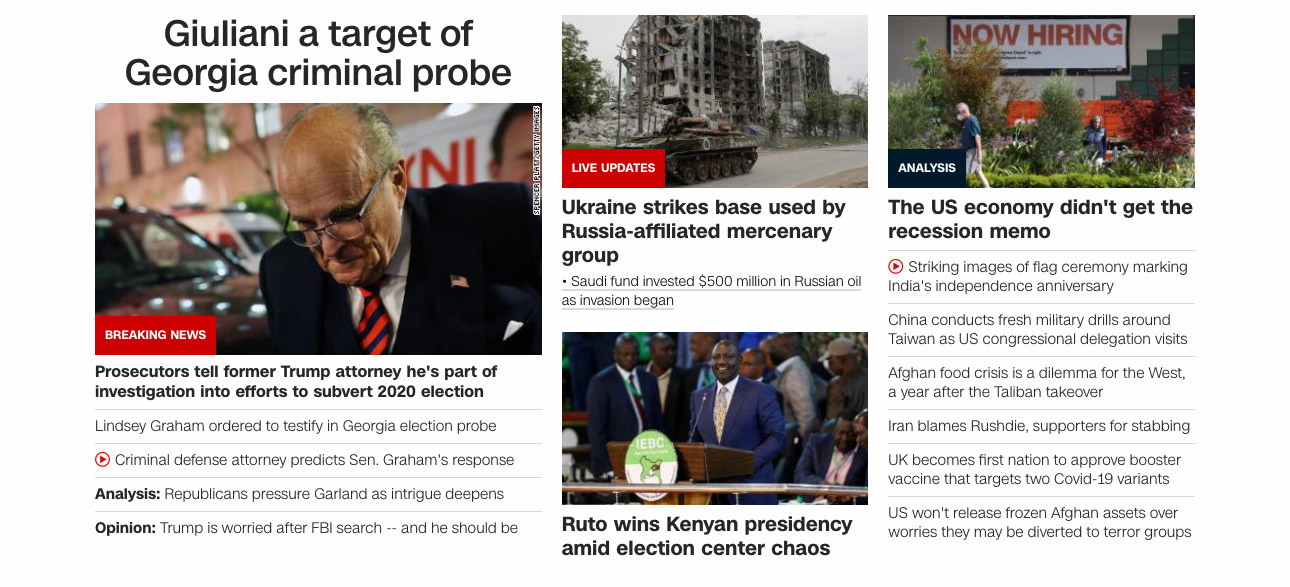 Giuliani a target of
Georgia criminal probe
SPENCER PLATT/GETTY IMAGES
XNI
BREAKING NEWS
Prosecutors tell former Trump attorney he's part of
investigation into efforts to subvert 2020 election
Lindsey Graham ordered to testify in Georgia election probe
Criminal defense attorney predicts Sen. Graham's response
Analysis: Republicans pressure Garland as intrigue deepens
Opinion: Trump is worried after FBI search -- and he should be
LIVE UPDATES
Ukraine strikes base used by
Russia-affiliated mercenary
group
• Saudi fund invested $500 million in Russian oil
as invasion began
IEBC
Ruto wins Kenyan presidency
amid election center chaos
NOW HIRING
ANALYSIS
The US economy didn't get the
recession memo
Striking images of flag ceremony marking
India's independence anniversary
China conducts fresh military drills around
Taiwan as US congressional delegation visits
Afghan food crisis is a dilemma for the West,
a year after the Taliban takeover
Iran blames Rushdie, supporters for stabbing
UK becomes first nation to approve booster
vaccine that targets two Covid-19 variants
US won't release frozen Afghan assets over
worries they may be diverted to terror groups